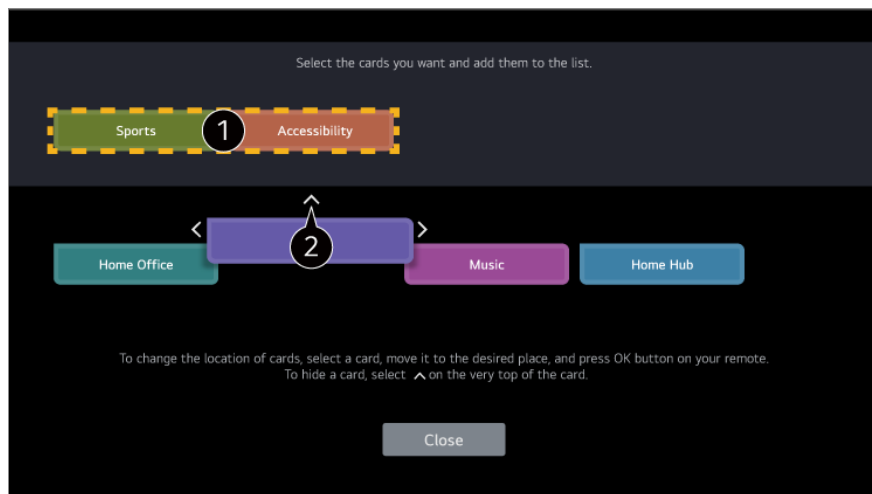 Select the cards you want and add them to the list.
Sports 1 Accessibility
2
Home Office Music Home Hub
To change the location of cards, select a card, move it to the desired place, and press OK button on your remote.
To hide a card, select ^ on the very top of the card.
Close